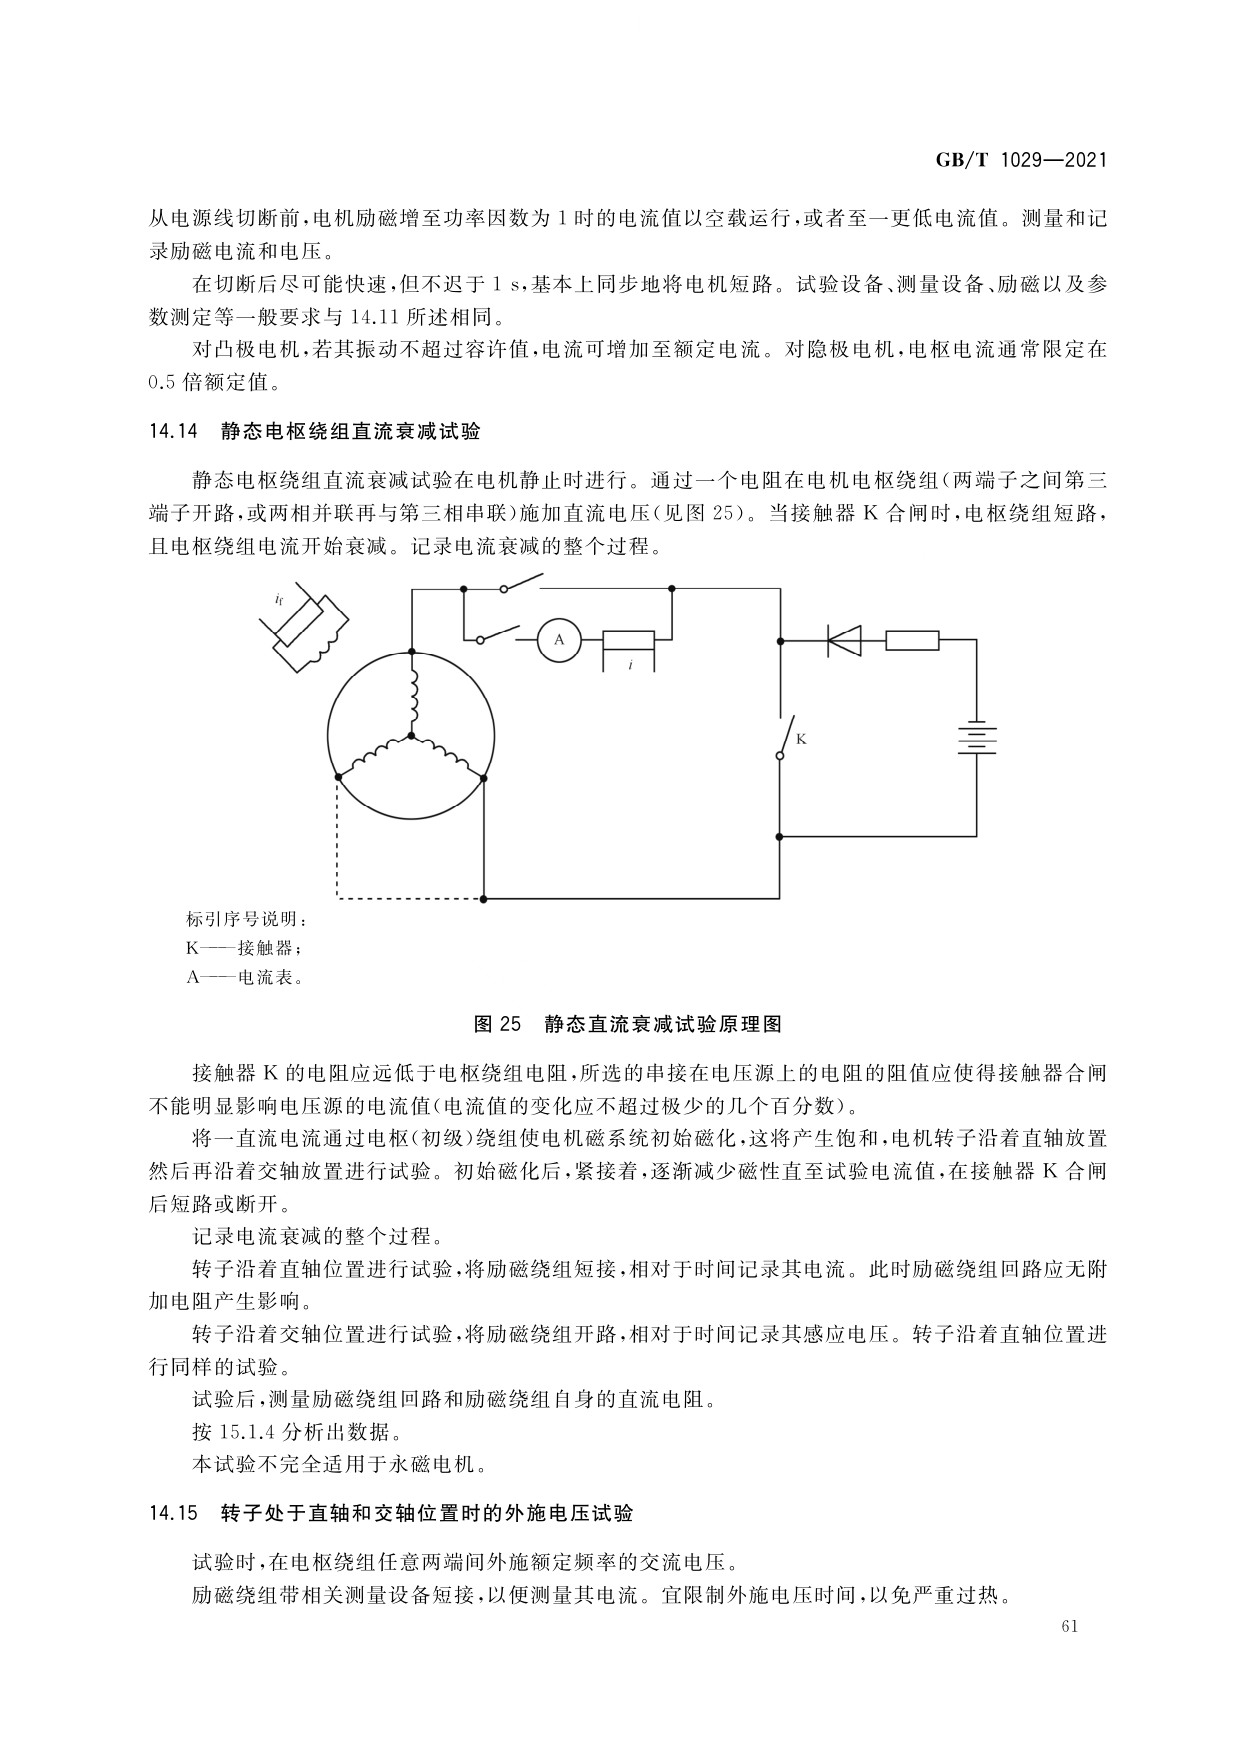 GB/T 1029—2021
从电源线切断前,电机励磁增至功率因数为 1 时的电流值以空载运行,或者至一更低电流值。测量和记
录励磁电流和电压。
在切断后尽可能快速,但不迟于 1 s,基本上同步地将电机短路。试验设备、测量设备、励磁以及参
数测定等一般要求与 14.11 所述相同。
对凸极电机,若其振动不超过容许值,电流可增加至额定电流。对隐极电机,电枢电流通常限定在
0.5 倍额定值。
14.14 静态电枢绕组直流衰减试验
静态电枢绕组直流衰减试验在电机静止时进行。通过一个电阻在电机电枢绕组(两端子之间第三
端子开路,或两相并联再与第三相串联)施加直流电压(见图 25)。当接触器 K 合闸时,电枢绕组短路,
且电枢绕组电流开始衰减。记录电流衰减的整个过程。
if
A
i
K
标引序号说明:
K——接触器;
A——电流表。
图 25 静态直流衰减试验原理图
接触器 K 的电阻应远低于电枢绕组电阻,所选的串接在电压源上的电阻的阻值应使得接触器合闸
不能明显影响电压源的电流值(电流值的变化应不超过极少的几个百分数)。
将一直流电流通过电枢(初级)绕组使电机磁系统初始磁化,这将产生饱和,电机转子沿着直轴放置
然后再沿着交轴放置进行试验。初始磁化后,紧接着,逐渐减少磁性直至试验电流值,在接触器 K 合闸
后短路或断开。
记录电流衰减的整个过程。
转子沿着直轴位置进行试验,将励磁绕组短接,相对于时间记录其电流。此时励磁绕组回路应无附
加电阻产生影响。
转子沿着交轴位置进行试验,将励磁绕组开路,相对于时间记录其感应电压。转子沿着直轴位置进
行同样的试验。
试验后,测量励磁绕组回路和励磁绕组自身的直流电阻。
按 15.1.4 分析出数据。
本试验不完全适用于永磁电机。
14.15 转子处于直轴和交轴位置时的外施电压试验
试验时,在电枢绕组任意两端间外施额定频率的交流电压。
励磁绕组带相关测量设备短接,以便测量其电流。宜限制外施电压时间,以免严重过热。
61